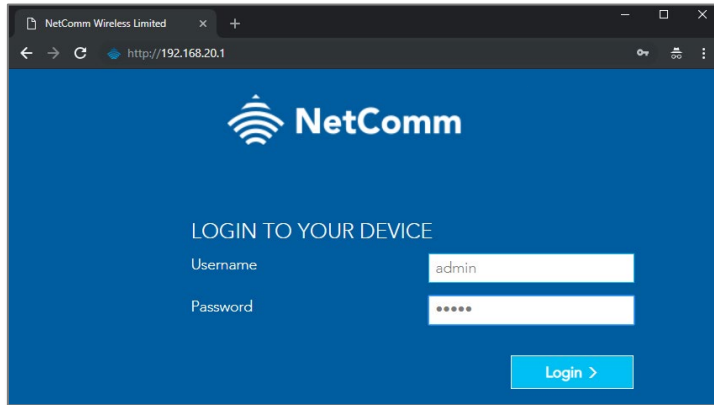 NetComm Wireless Limited
http://192.168.20.1
NetComm
LOGIN TO YOUR DEVICE
Username admin
Password •••••
Login >